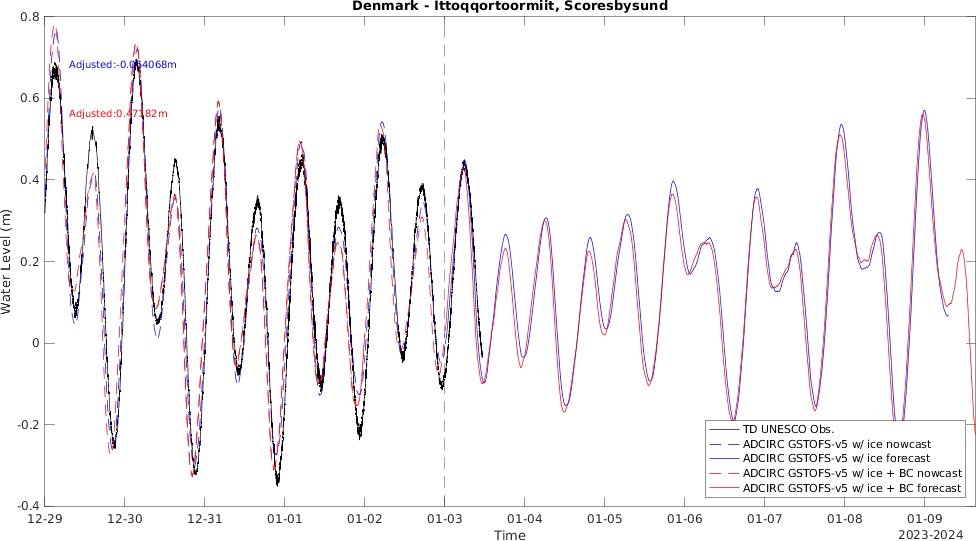 Denmark - Ittoqqortoormiit, Scoresbysund
0.8
0.6
0.4
0.2
0
-0.2
-0.4
Water Level (m)
Adjusted:-0.054068m
Adjusted:0.47182m
TD UNESCO Obs.
ADCIRC GSTOFS-v5 w/ ice nowcast
ADCIRC GSTOFS-v5 w/ ice forecast
ADCIRC GSTOFS-v5 w/ ice + BC nowcast
ADCIRC GSTOFS-v5 w/ ice + BC forecast
12-29 12-30 12-31 01-01 01-02 01-03 01-04 01-05 01-06 01-07 01-08 01-09
Time
2023-2024